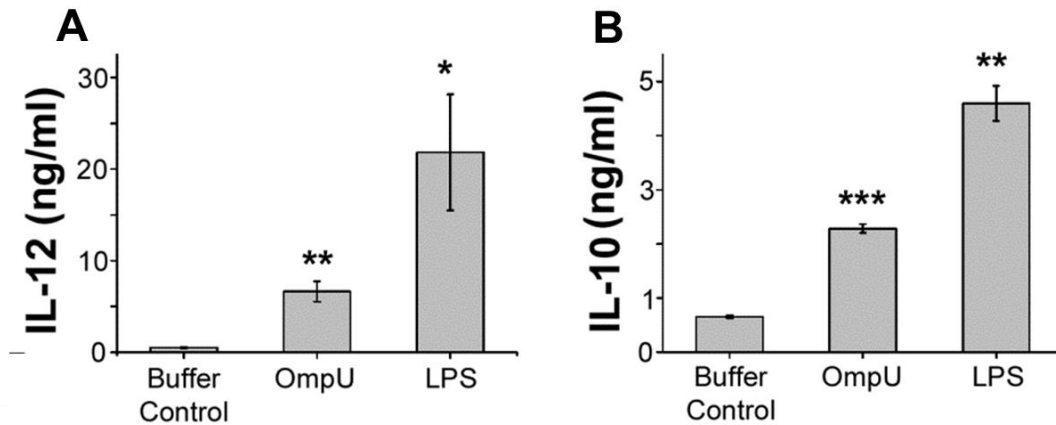 A
IL-12 (ng/ml)
30
20
10
0
*
**
Buffer
Control
OmpU
LPS
B
IL-10 (ng/ml)
5
3
1
0
**
***
Buffer
Control
OmpU
LPS